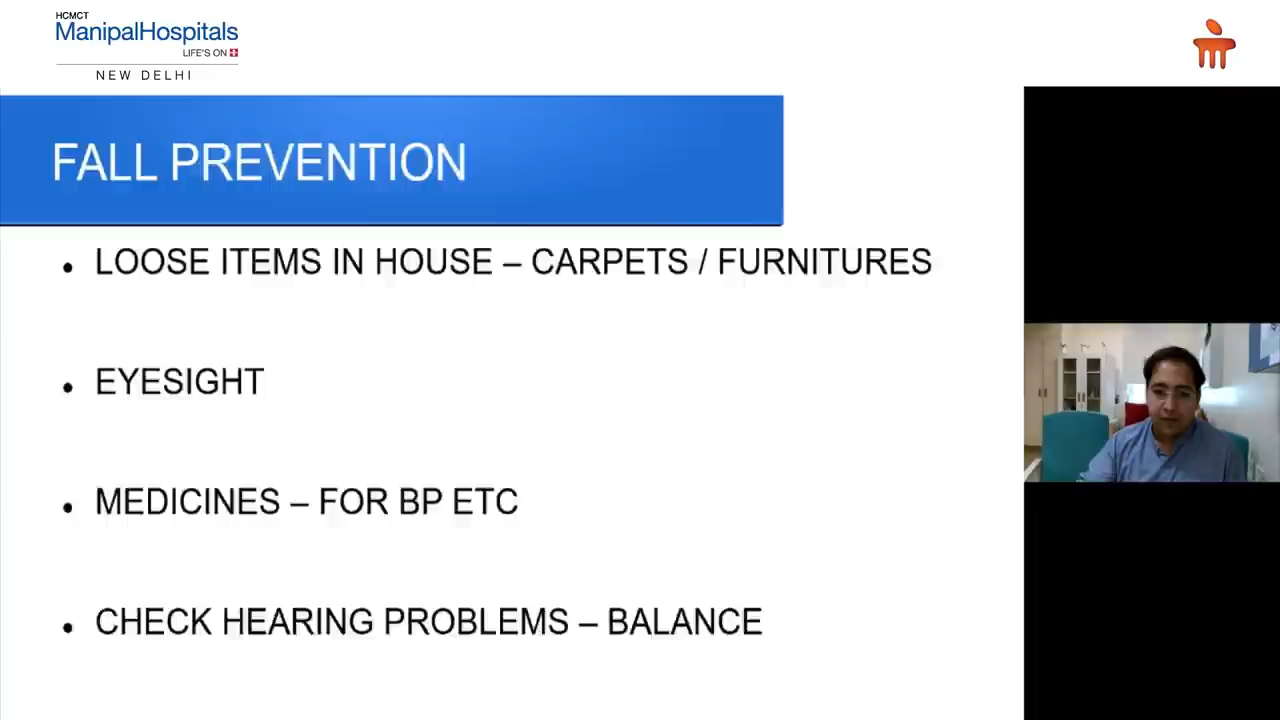 HCMCT
ManipalHospitals
LIFE'S ON
NEW DELHI
FALL PREVENTION
• LOOSE ITEMS IN HOUSE – CARPETS / FURNITURES
• EYESIGHT
• MEDICINES – FOR BP ETC
• CHECK HEARING PROBLEMS – BALANCE